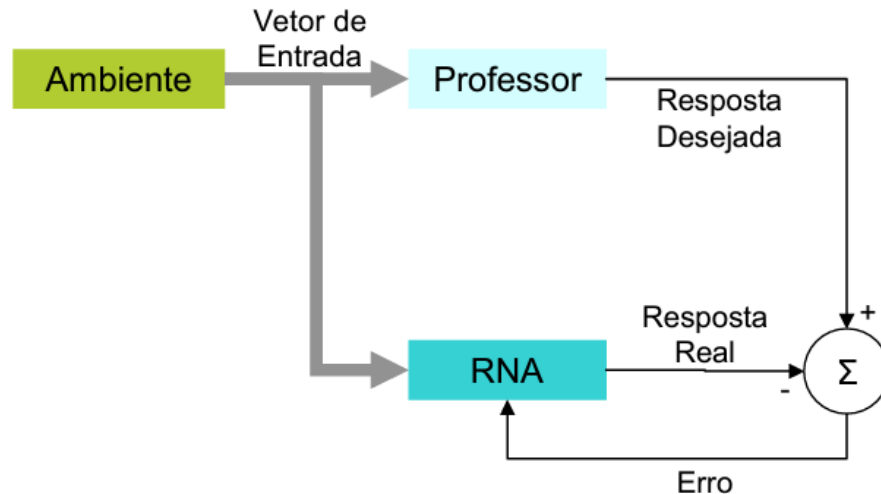 Vetor de
Entrada
Ambiente
Professor
Resposta
Desejada
Resposta
Real
+
RNA
Σ
-
Erro